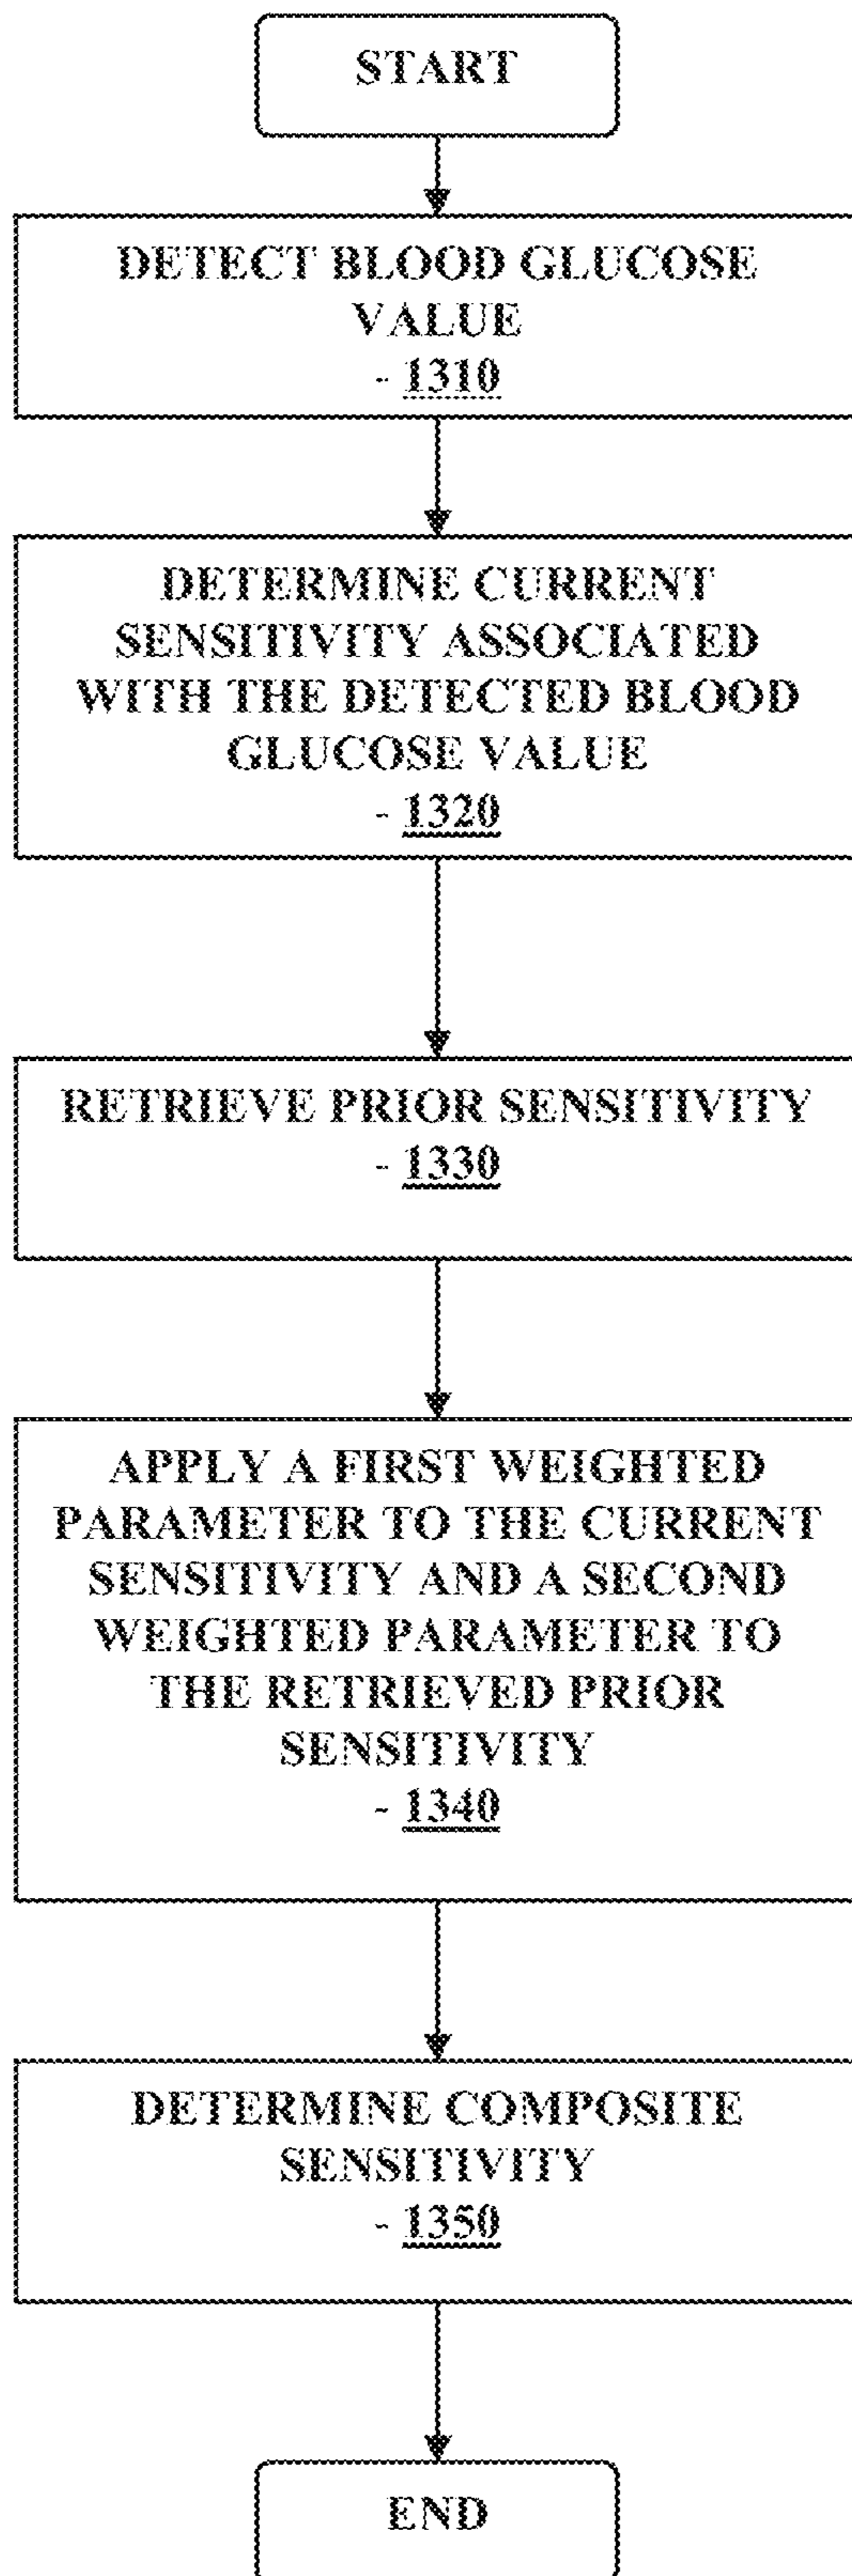 START
DETECT BLOOD GLUCOSE
VALUE
- 1310
DETERMINE CURRENT
SENSITIVITY ASSOCIATED
WITH THE DETECTED BLOOD
GLUCOSE VALUE
- 1320
RETRIEVE PRIOR SENSITIVITY
- 1330
APPLY A FIRST WEIGHTED
PARAMETER TO THE CURRENT
SENSITIVITY AND A SECOND
WEIGHTED PARAMETER TO
THE RETRIEVED PRIOR
SENSITIVITY
- 1340
DETERMINE COMPOSITE
SENSITIVITY
- 1350
END